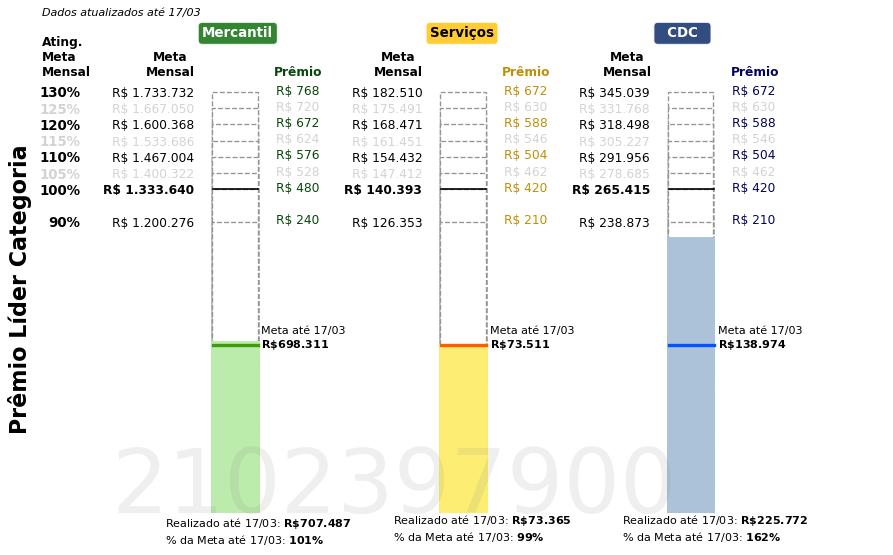 Dados atualizados até 17/03
Mercantil Serviços CDC
Ating. Meta Mensal Meta Mensal Prêmio Meta Mensal Prêmio Meta Mensal Prêmio
130% R$ 1.733.732 R$ 768 R$ 182.510 R$ 672 R$ 345.039 R$ 672
125% R$ 1.667.050 R$ 720 R$ 175.491 R$ 630 R$ 331.768 R$ 630
120% R$ 1.600.368 R$ 672 R$ 168.471 R$ 588 R$ 318.498 R$ 588
115% R$ 1.533.686 R$ 624 R$ 161.451 R$ 546 R$ 305.227 R$ 546
110% R$ 1.467.004 R$ 576 R$ 154.432 R$ 504 R$ 291.956 R$ 504
105% R$ 1.400.322 R$ 528 R$ 147.412 R$ 462 R$ 278.685 R$ 462
100% R$ 1.333.640 R$ 480 R$ 140.393 R$ 420 R$ 265.415 R$ 420
90% R$ 1.200.276 R$ 240 R$ 126.353 R$ 210 R$ 238.873 R$ 210
Prêmio Líder Categoria
Meta até 17/03 Meta até 17/03 Meta até 17/03
R$698.311 R$73.511 R$138.974
2102397900
Realizado até 17/03: R$707.487 Realizado até 17/03: R$73.365 Realizado até 17/03: R$225.772
% da Meta até 17/03: 101% % da Meta até 17/03: 99% % da Meta até 17/03: 162%